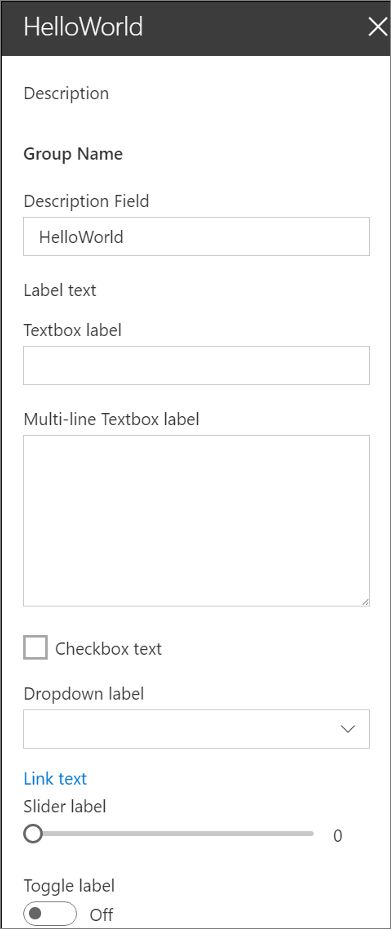 HelloWorld
Description
Group Name
Description Field
HelloWorld
Label text
Textbox label
Multi-line Textbox label
Checkbox text
Dropdown label
Link text
Slider label
0
Toggle label
Off